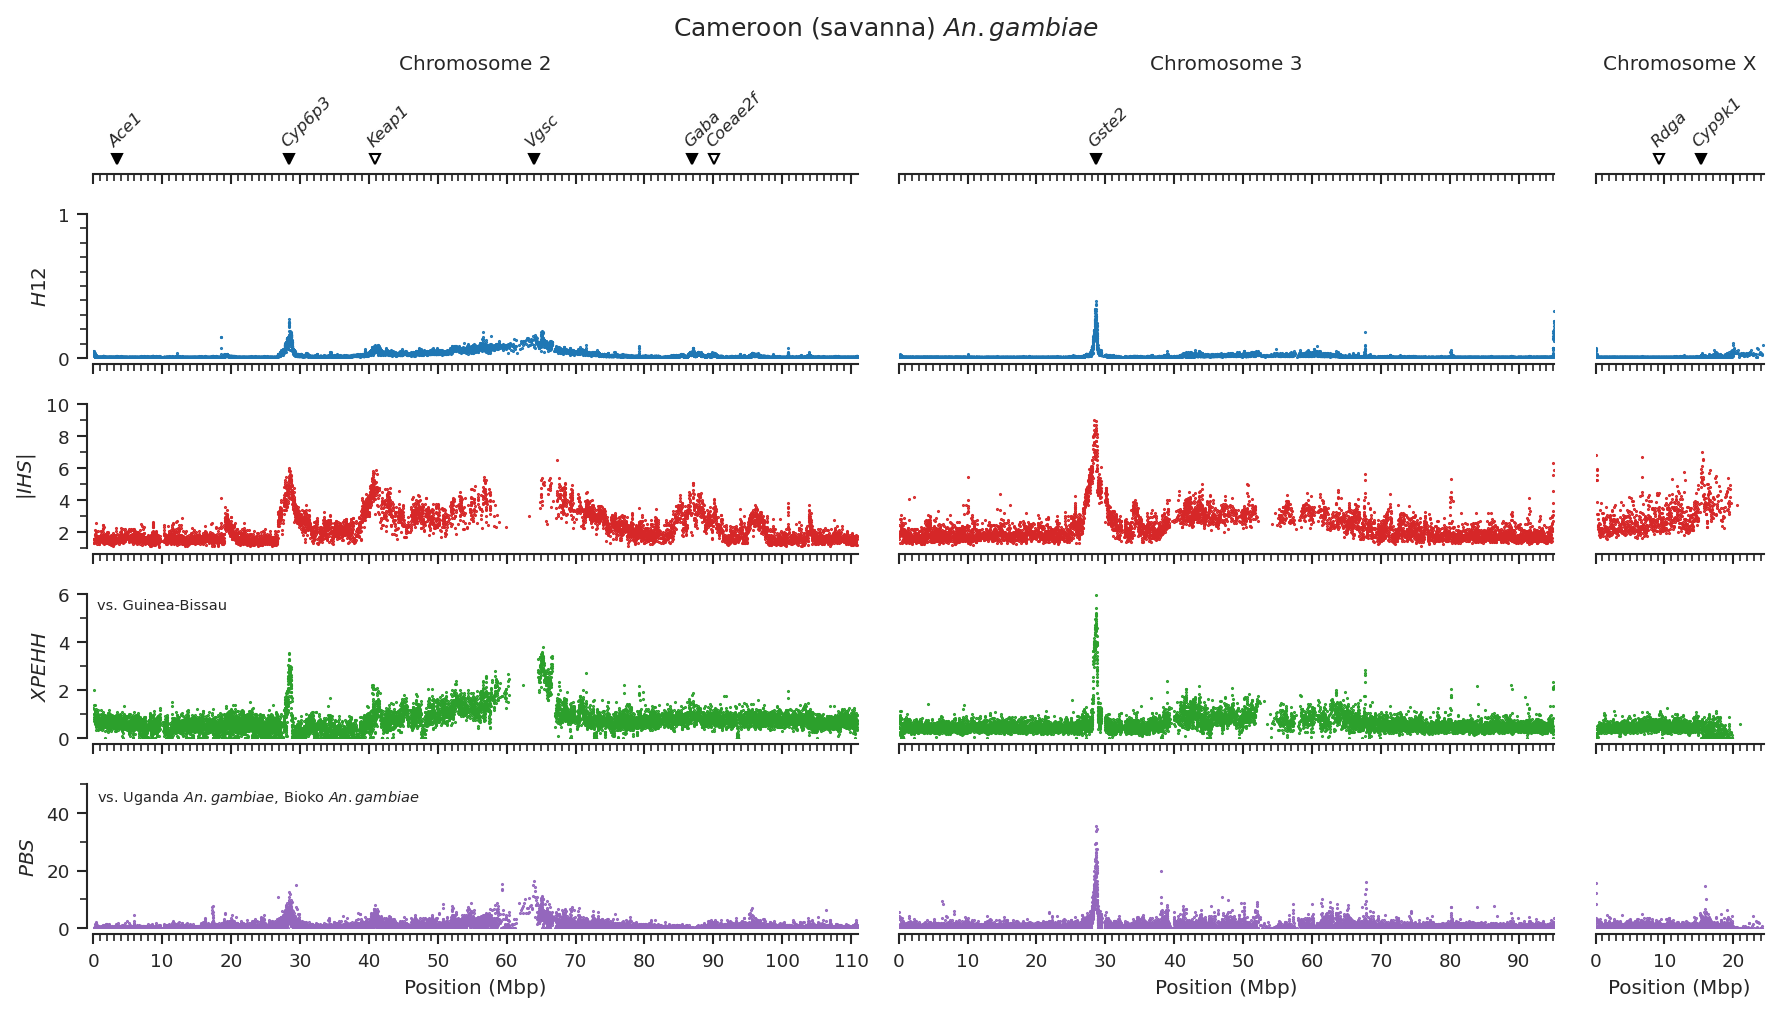 Cameroon (savanna) An. gambiae
Chromosome 2
Chromosome 3
Chromosome X
Ace1
Cyp6p3
Keap1
Vgsc
Gaba
Coeae2f
Gste2
Rdga
Cyp9k1
H12
1
0
|IHS|
10
8
6
4
2
XPEHH
6
4
2
0
vs. Guinea-Bissau
PBS
40
20
0
vs. Uganda An. gambiae, Bioko An. gambiae
0 10 20 30 40 50 60 70 80 90 100 110
0 10 20 30 40 50 60 70 80 90
0 10 20
Position (Mbp)
Position (Mbp)
Position (Mbp)